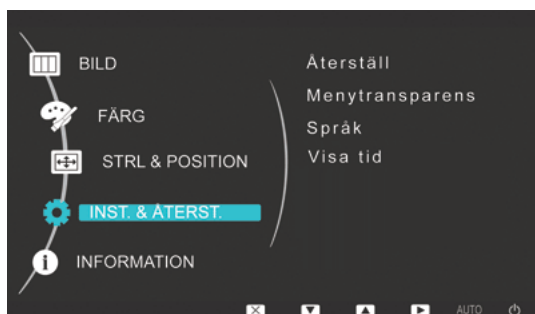 BILD
FÄRG
STRL & POSITION
INST. & ÅTERST.
INFORMATION
Återställ
Menytransparens
Språk
Visa tid
AUTO